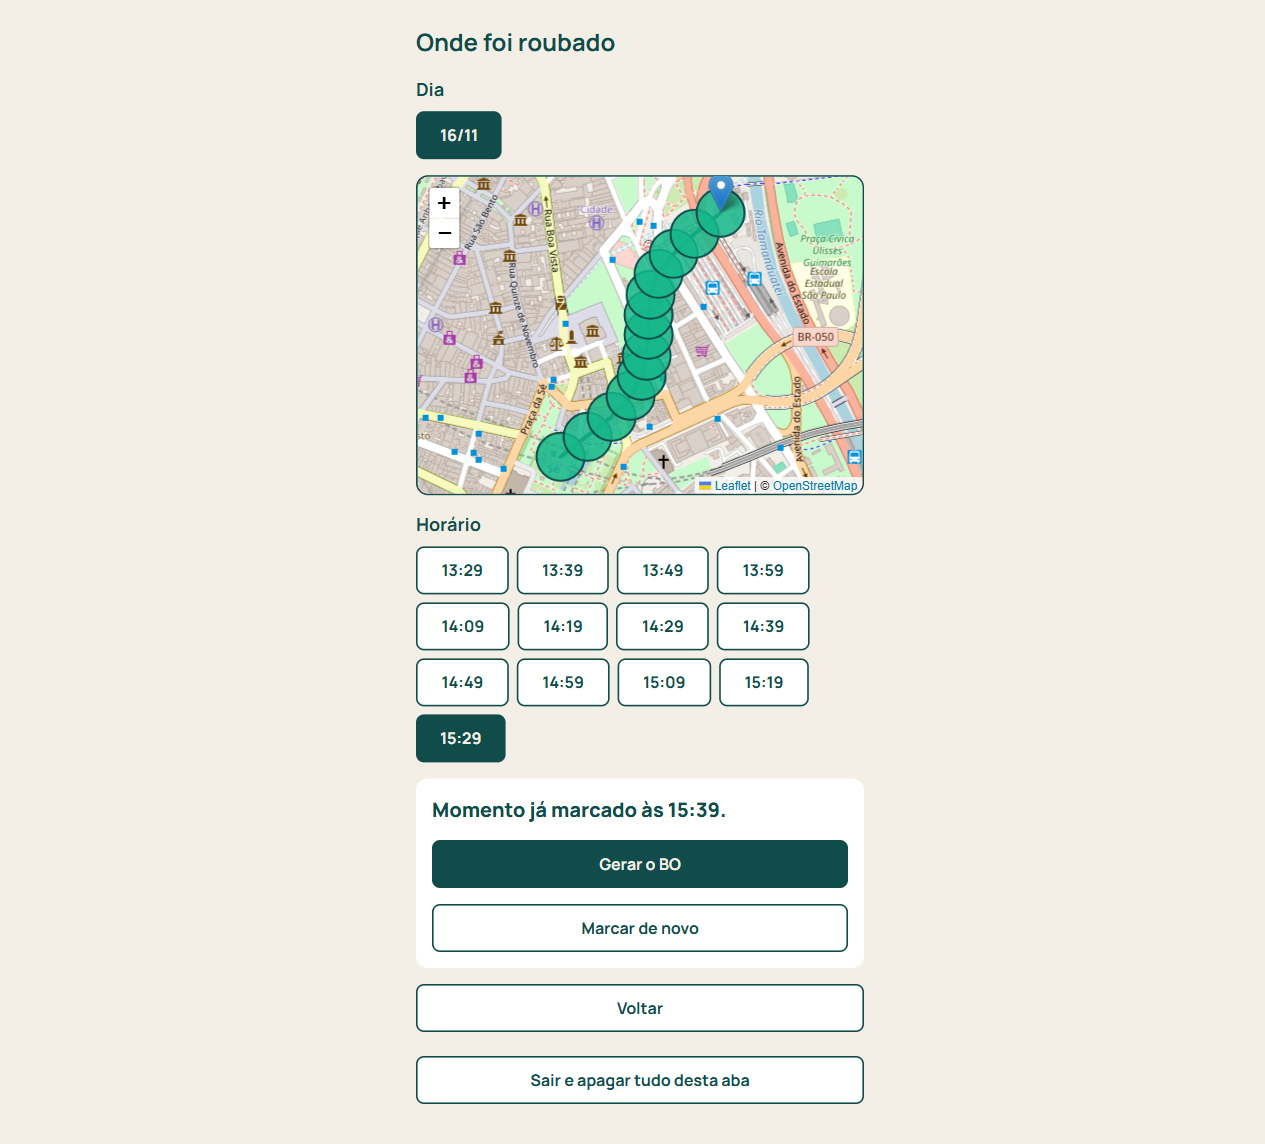 Onde foi roubado
Dia
16/11
+
−
Rua São Bento
Rua Boa Vista
Cidade
Rua Quinze de Novembro
Praça da Sé
Rio Tamanduateí
Avenida do Estado
Praça Cívica
Ulisses
Guimarães
Escola
Estadual
São Paulo
BR-050
Avenida do Estado
Leaflet | © OpenStreetMap
Horário
13:29 13:39 13:49 13:59
14:09 14:19 14:29 14:39
14:49 14:59 15:09 15:19
15:29
Momento já marcado às 15:39.
Gerar o BO
Marcar de novo
Voltar
Sair e apagar tudo desta aba